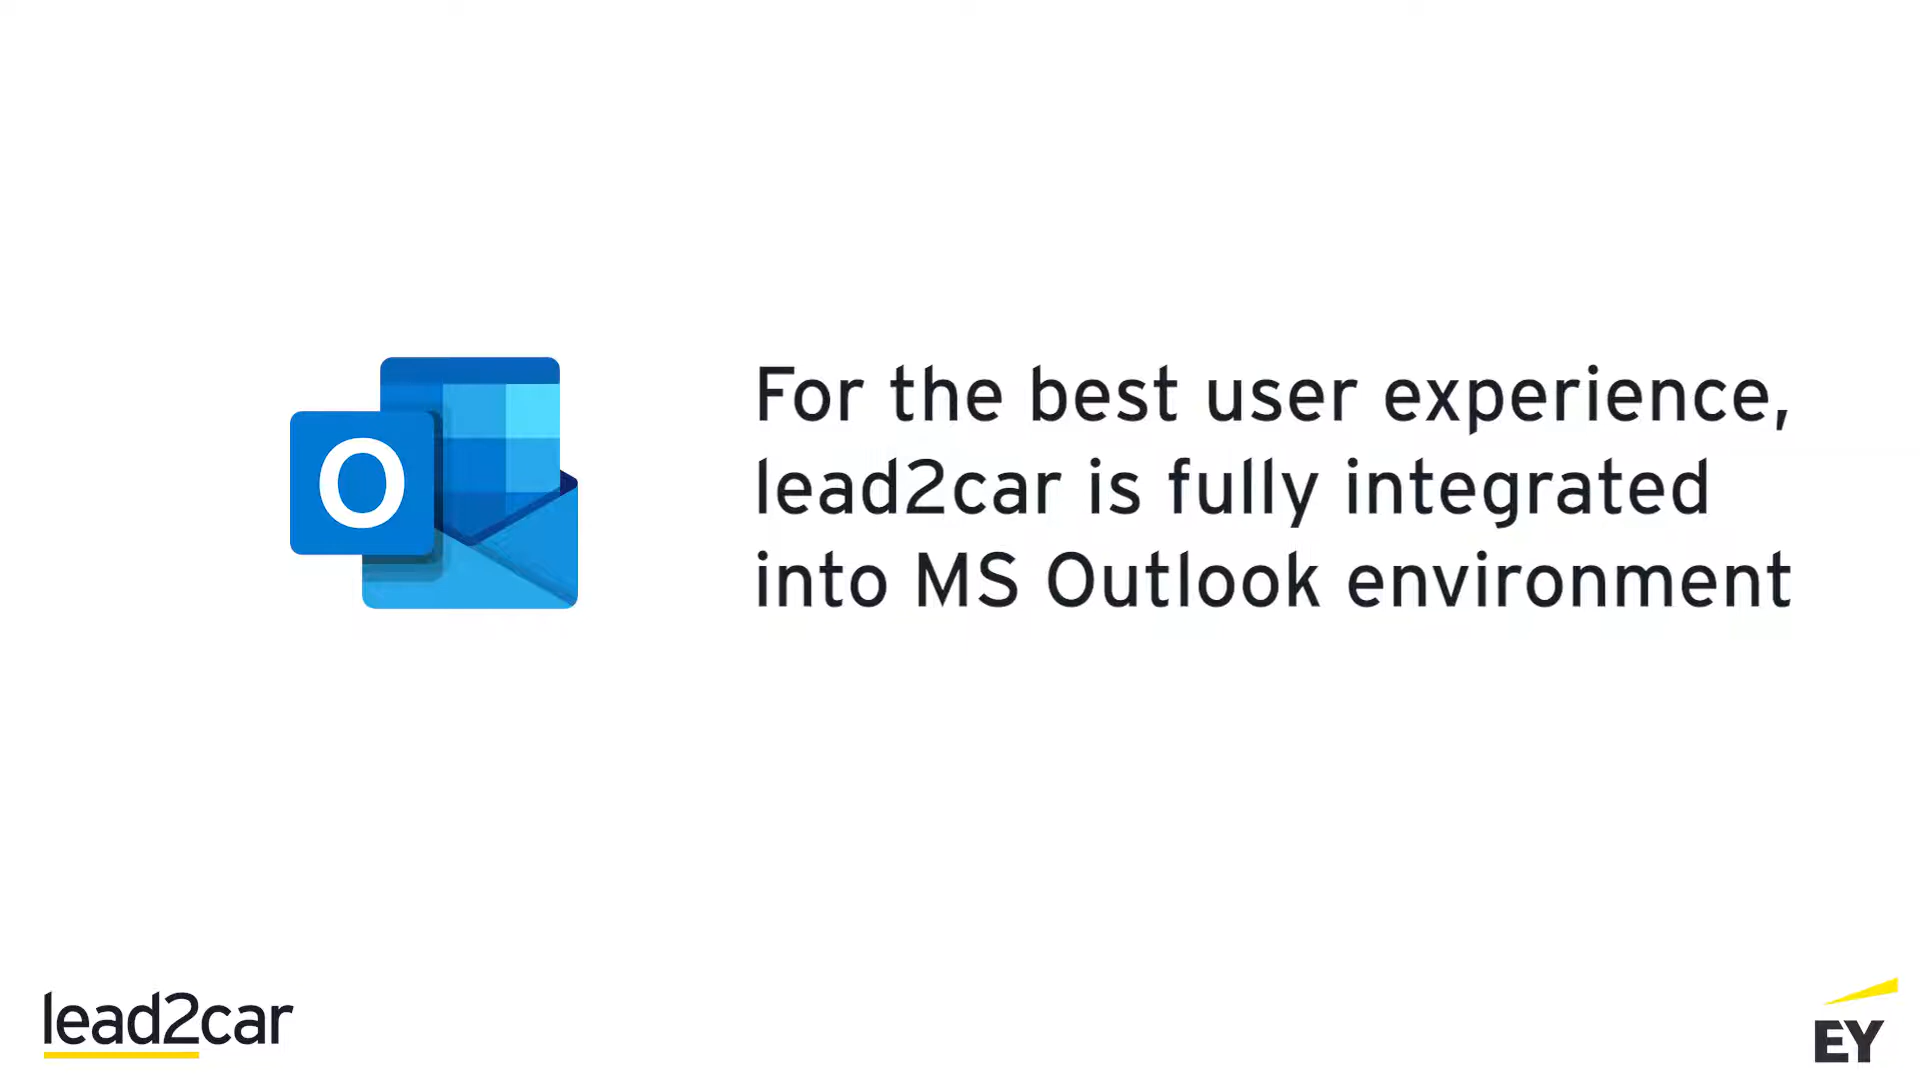 O
For the best user experience,
lead2car is fully integrated
into MS Outlook environment
lead2car
EY